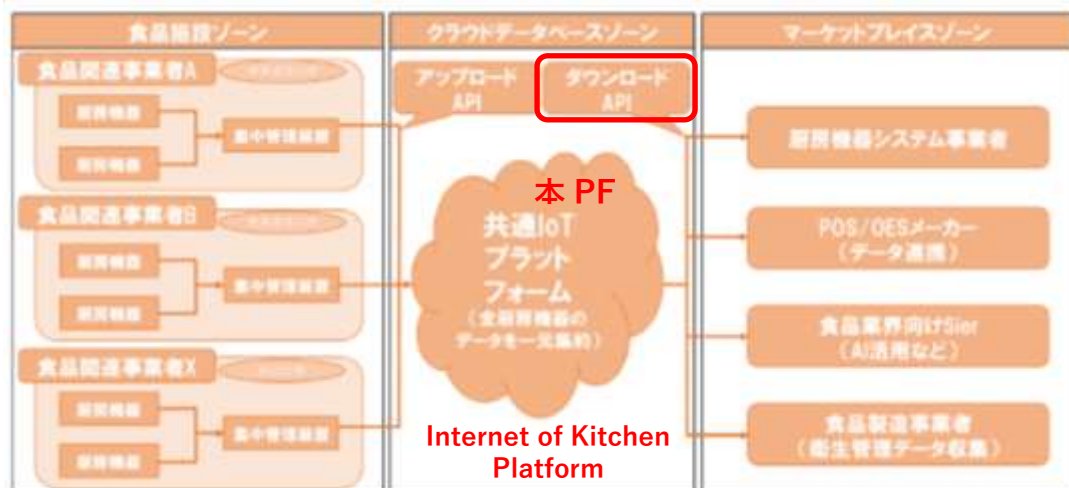 食品施設ゾーン
クラウドデータベースゾーン
マーケットプレイスゾーン
食品関連事業者A
厨房機器
厨房機器
集中管理装置
食品関連事業者B
厨房機器
厨房機器
集中管理装置
食品関連事業者X
厨房機器
厨房機器
集中管理装置
アップロード
API
ダウンロード
API
本 PF
共通IoT
プラット
フォーム
(全厨房機器の
データを一元集約)
Internet of Kitchen
Platform
厨房機器システム事業者
POS/OESメーカー
(データ連携)
食品業界向けSier
(AI活用など)
食品製造事業者
(衛生管理データ収集)